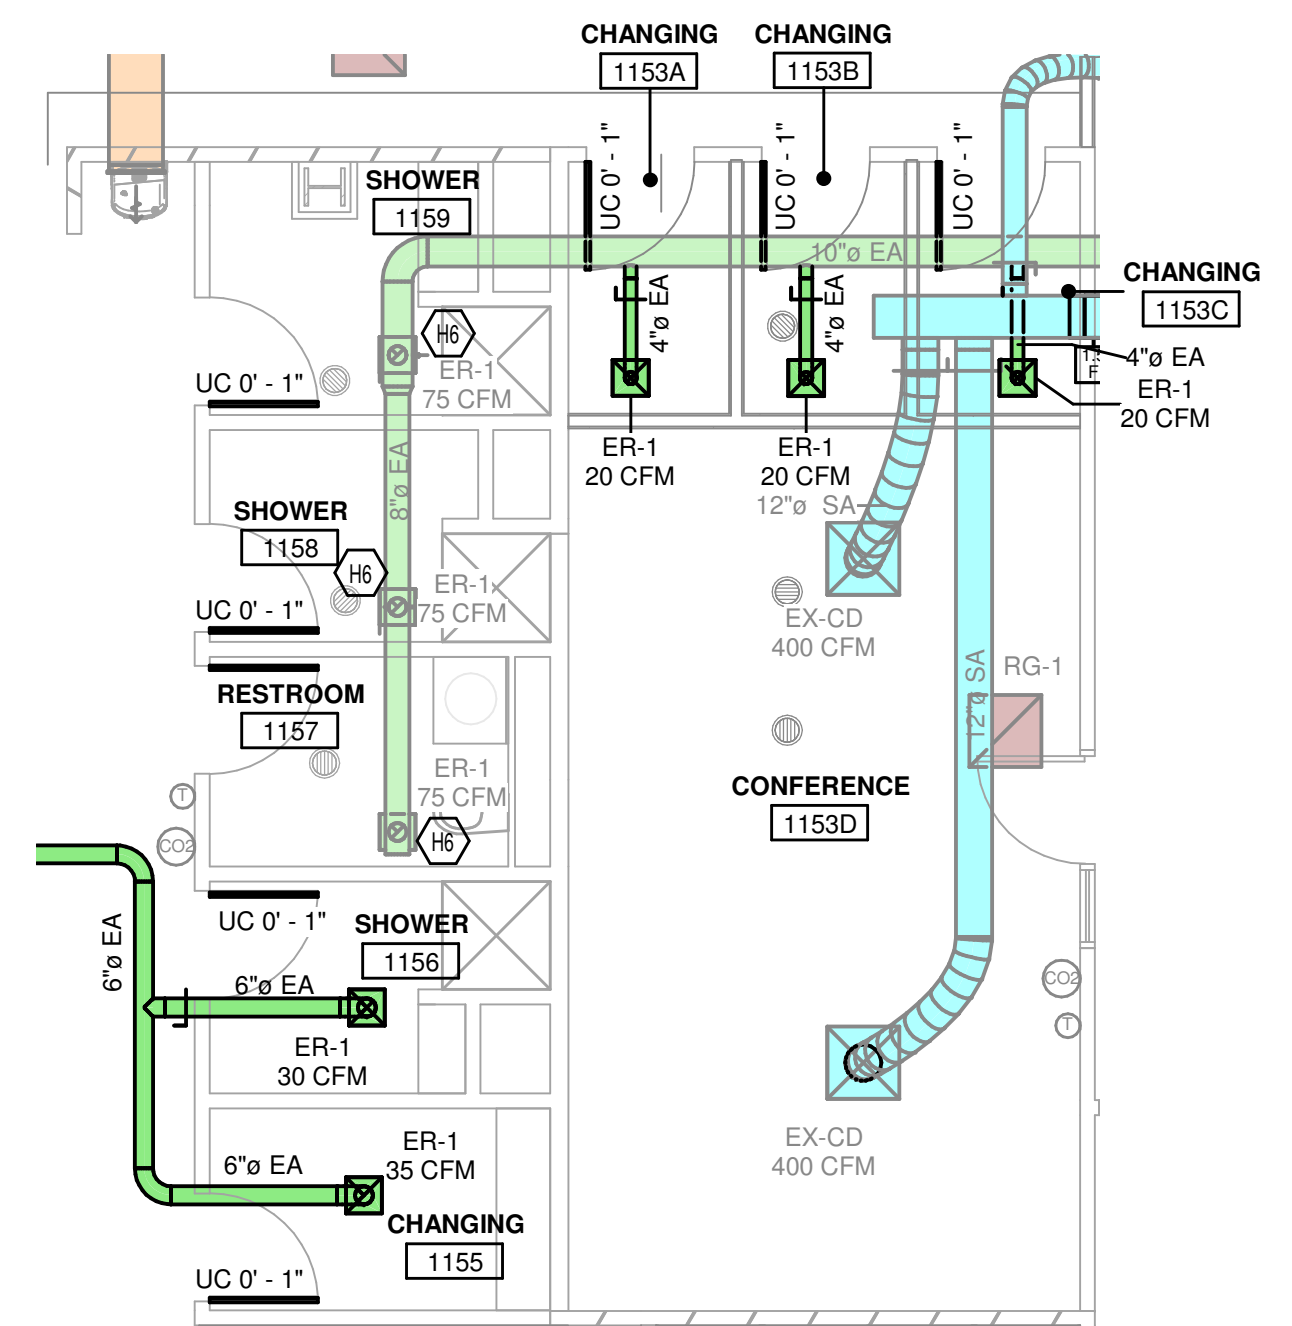 CHANGING
1153A
CHANGING
1153B
UC 0' - 1"
UC 0' - 1"
UC 0' - 1"
SHOWER
1159
10"ø EA
CHANGING
1153C
4"ø EA
4"ø EA
4"ø EA
H6
ER-1
75 CFM
UC 0' - 1"
F
ER-1
20 CFM
ER-1
20 CFM
ER-1
20 CFM
8"ø EA
12"ø SA
SHOWER
1158
H6
ER-1
75 CFM
UC 0' - 1"
EX-CD
400 CFM
RG-1
12"ø SA
RESTROOM
1157
ER-1
75 CFM
T
CO2
H6
CONFERENCE
1153D
UC 0' - 1"
SHOWER
1156
6"ø EA
6"ø EA
ER-1
30 CFM
CO2
T
ER-1
35 CFM
6"ø EA
EX-CD
400 CFM
CHANGING
1155
UC 0' - 1"